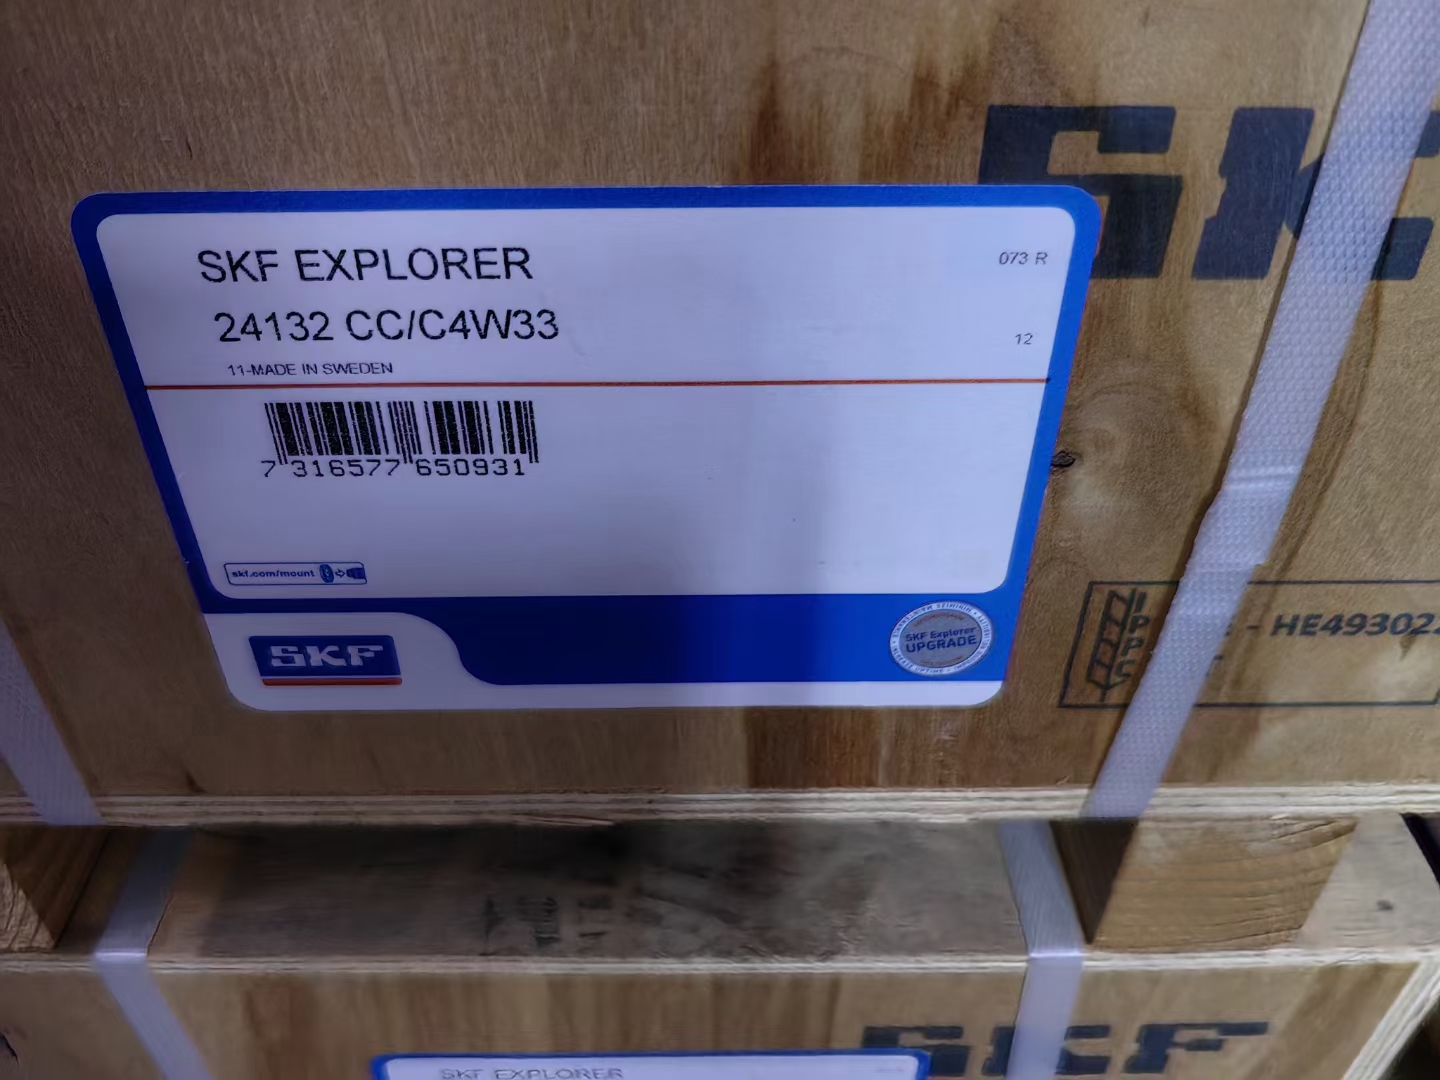 SKF
SKF EXPLORER
073 R
24132 CC/C4W33
12
11-MADE IN SWEDEN
7 316577 650931
skf.com/mount
SKF
SKF Explorer
UPGRADE
IPPC
- HE49302
SKF
SKF EXPLORER